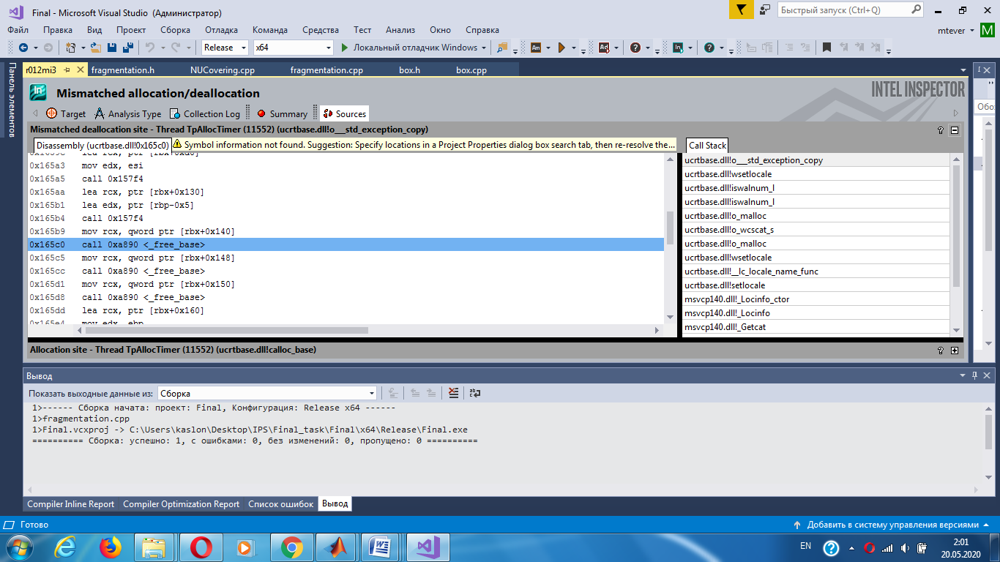 Final - Microsoft Visual Studio (Администратор)
Быстрый запуск (Ctrl+Q)
Файл Правка Вид Проект Сборка Отладка Команда Средства Тест Анализ Окно Справка
mtever M
Release x64 Локальный отладчик Windows Am Ad In
Панель элементов
r012mi3 fragmentation.h NUCovering.cpp fragmentation.cpp box.h box.cpp
In Mismatched allocation/deallocation
INTEL INSPECTOR
Target Analysis Type Collection Log Summary Sources
Обо
Mismatched deallocation site - Thread TpAllocTimer (11552) (ucrtbase.dll!o___std_exception_copy)
Disassembly (ucrtbase.dll!0x165c0) Symbol information not found. Suggestion: Specify locations in a Project Properties dialog box search tab, then re-resolve the...
Call Stack
0x165a3 mov edx, esi
0x165a5 call 0x157f4
0x165aa lea rcx, ptr [rbx+0x130]
0x165b1 lea edx, ptr [rbp-0x5]
0x165b4 call 0x157f4
0x165b9 mov rcx, qword ptr [rbx+0x140]
0x165c0 call 0xa890 <_free_base>
0x165c5 mov rcx, qword ptr [rbx+0x148]
0x165cc call 0xa890 <_free_base>
0x165d1 mov rcx, qword ptr [rbx+0x150]
0x165d8 call 0xa890 <_free_base>
0x165dd lea rcx, ptr [rbx+0x160]
0x165e4 mov edx, ebp
ucrtbase.dll!o___std_exception_copy
ucrtbase.dll!wsetlocale
ucrtbase.dll!iswalnum_l
ucrtbase.dll!iswalnum_l
ucrtbase.dll!o_malloc
ucrtbase.dll!o_wcscat_s
ucrtbase.dll!o_malloc
ucrtbase.dll!wsetlocale
ucrtbase.dll!__lc_locale_name_func
ucrtbase.dll!setlocale
msvcp140.dll!_Locinfo_ctor
msvcp140.dll!_Locinfo
msvcp140.dll!_Getcat
Allocation site - Thread TpAllocTimer (11552) (ucrtbase.dll!calloc_base)
Вывод
Показать выходные данные из: Сборка
1>------ Сборка начата: проект: Final, Конфигурация: Release x64 ------
1>fragmentation.cpp
1>Final.vcxproj -> C:\Users\kaslon\Desktop\IPS\Final_task\Final\x64\Release\Final.exe
========== Сборка: успешно: 1, с ошибками: 0, без изменений: 0, пропущено: 0 ==========
Compiler Inline Report Compiler Optimization Report Список ошибок Вывод
Готово
Добавить в систему управления версиями
EN
2:01
20.05.2020